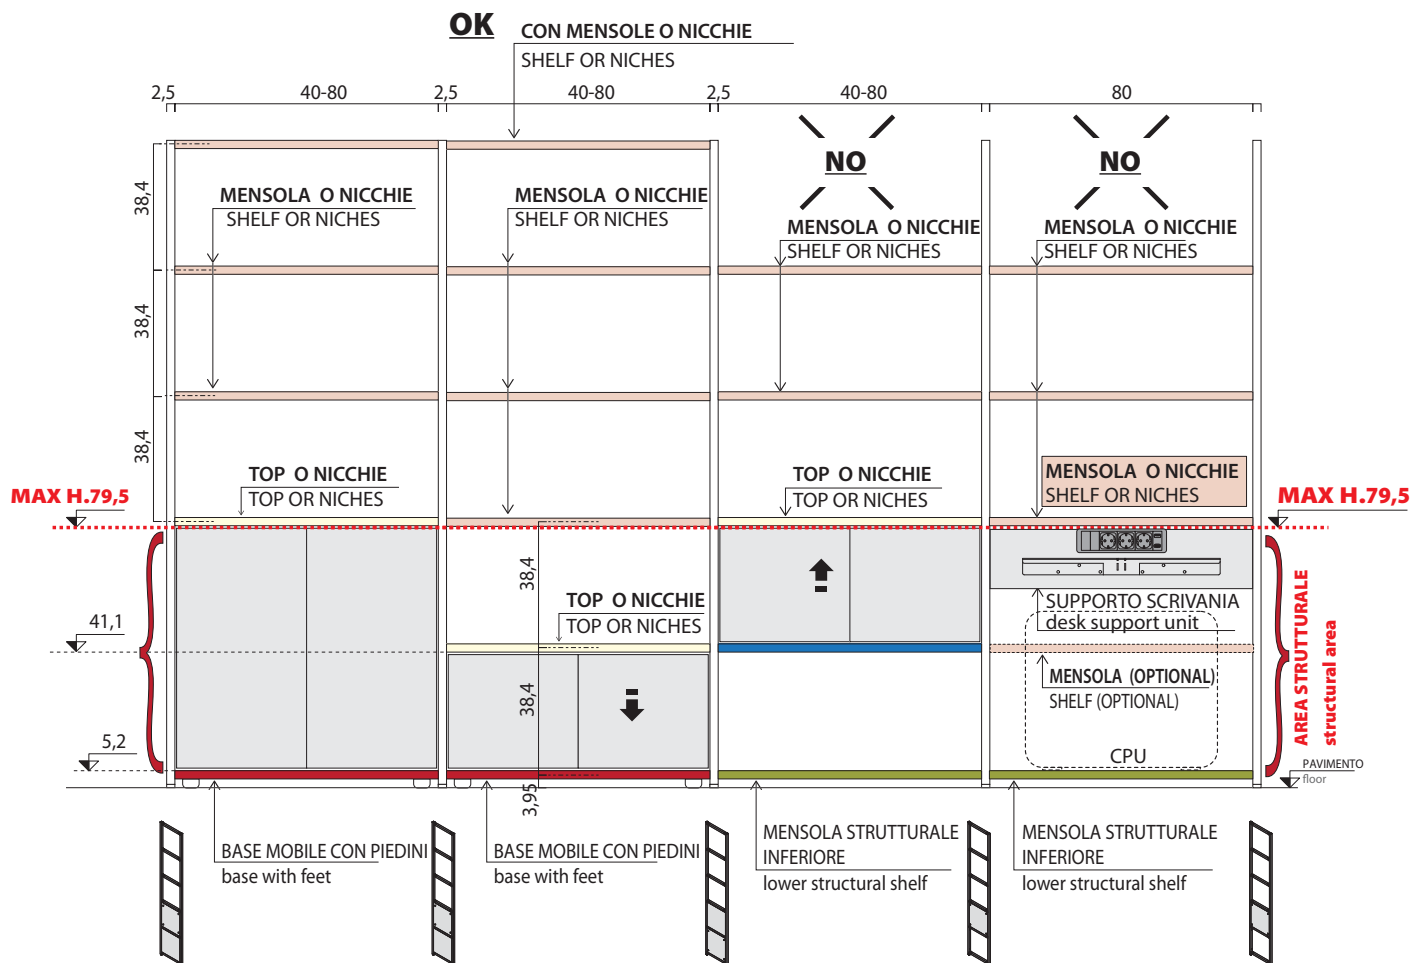 OK CON MENSOLE O NICCHIE
SHELF OR NICHES
2,5 40-80 2,5 40-80 2,5 40-80 80
NO NO
38,4
MENSOLA O NICCHIE
SHELF OR NICHES
MENSOLA O NICCHIE
SHELF OR NICHES
MENSOLA O NICCHIE
SHELF OR NICHES
MENSOLA O NICCHIE
SHELF OR NICHES
38,4
38,4
TOP O NICCHIE
TOP OR NICHES
TOP O NICCHIE
TOP OR NICHES
MENSOLA O NICCHIE
SHELF OR NICHES
MAX H.79,5
MAX H.79,5
38,4
TOP O NICCHIE
TOP OR NICHES
SUPPORTO SCRIVANIA
desk support unit
41,1
38,4
MENSOLA (OPTIONAL)
SHELF (OPTIONAL)
AREA STRUTTURALE
structural area
5,2
CPU
PAVIMENTO
floor
3,95
BASE MOBILE CON PIEDINI
base with feet
BASE MOBILE CON PIEDINI
base with feet
MENSOLA STRUTTURALE
INFERIORE
lower structural shelf
MENSOLA STRUTTURALE
INFERIORE
lower structural shelf